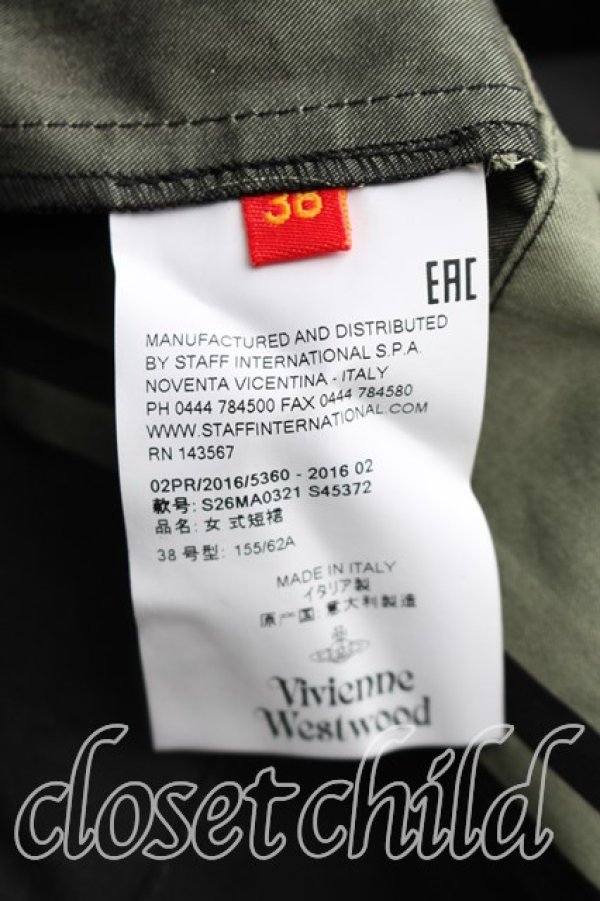 38
EAC
MANUFACTURED AND DISTRIBUTED
BY STAFF INTERNATIONAL S.P.A.
NOVENTA VICENTINA - ITALY
PH 0444 784500 FAX 0444 784580
WWW.STAFFINTERNATIONAL.COM
RN 143567
02PR/2016/5360 - 2016 02
款号: S26MA0321 S45372
品名: 女 式短裙
38 号型: 155/62A
MADE IN ITALY
イタリア製
原产国: 意大利製造
Vivienne
Westwood
closet child